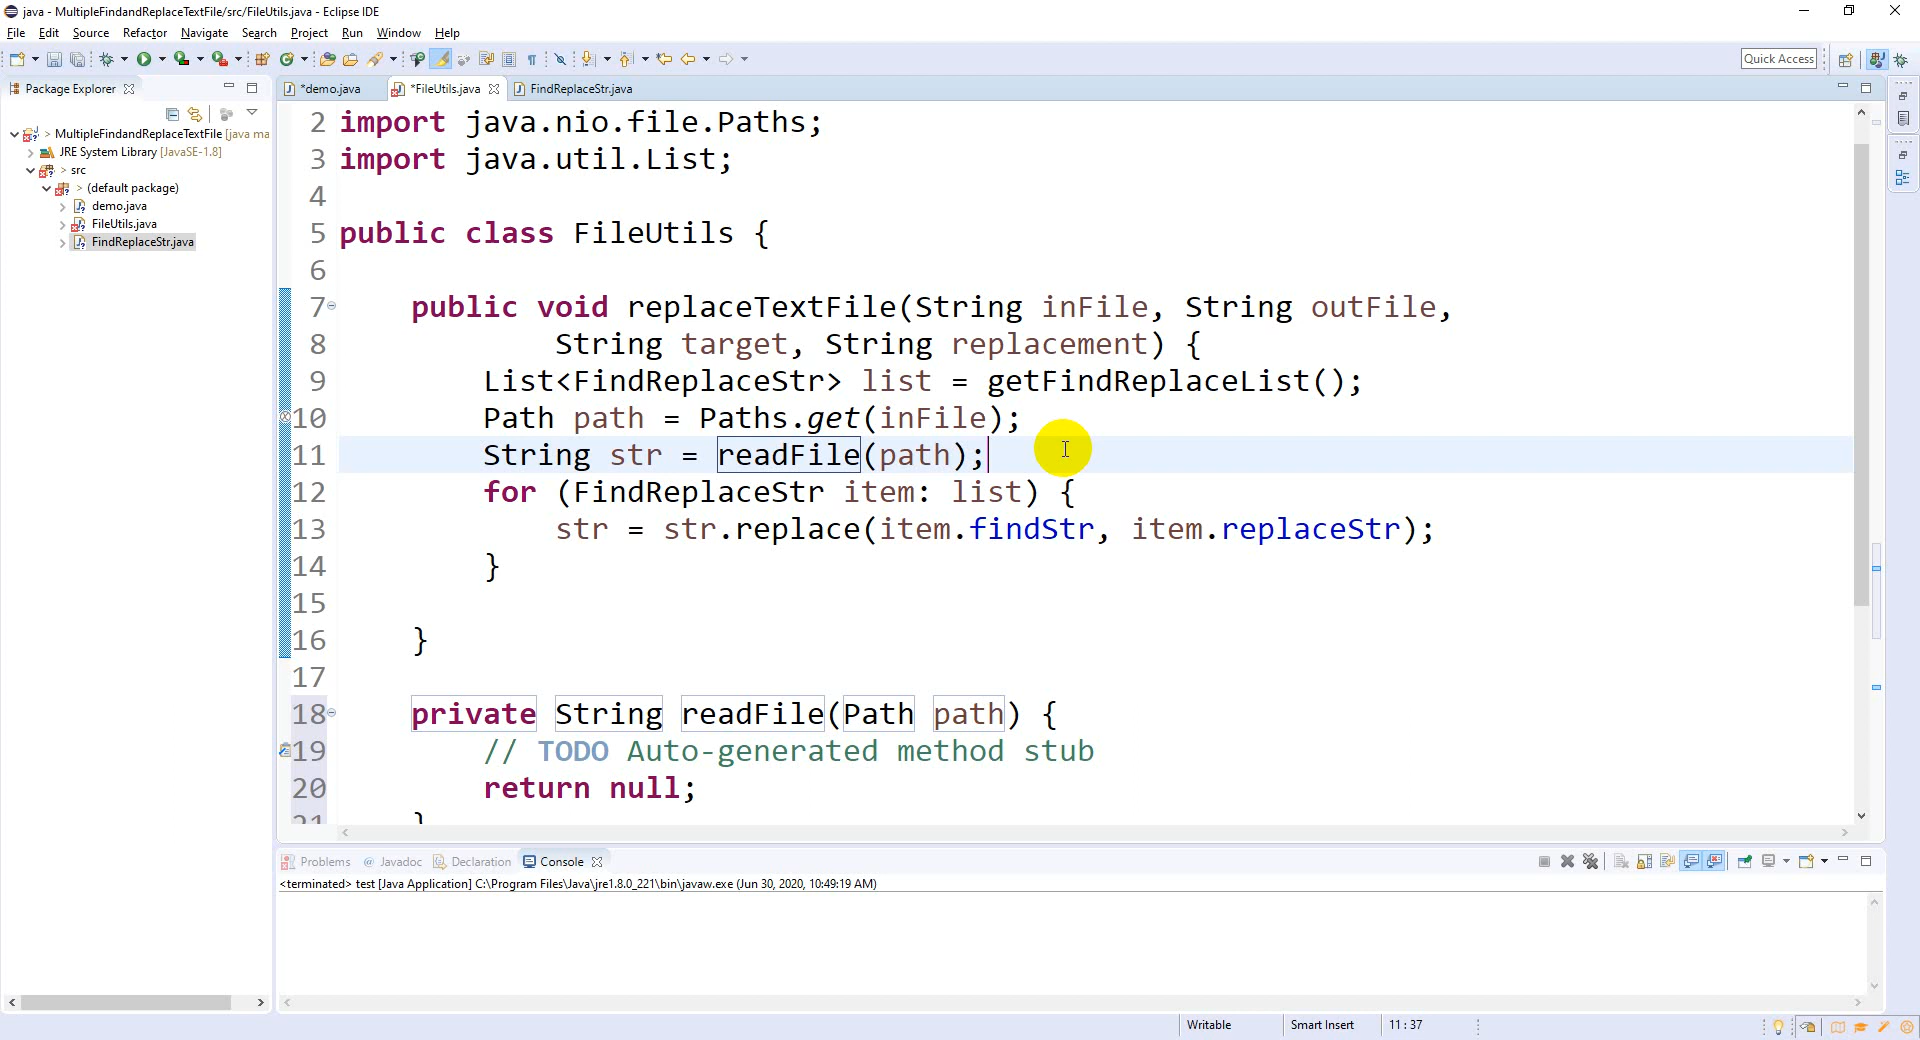 java - MultipleFindandReplaceTextFile/src/FileUtils.java - Eclipse IDE
File Edit Source Refactor Navigate Search Project Run Window Help
Quick Access
Package Explorer
*demo.java *FileUtils.java FindReplaceStr.java
> MultipleFindandReplaceTextFile [java ma
JRE System Library [JavaSE-1.8]
> src
> (default package)
demo.java
FileUtils.java
FindReplaceStr.java
2 import java.nio.file.Paths;
3 import java.util.List;
4
5 public class FileUtils {
6
7 public void replaceTextFile(String inFile, String outFile,
8 String target, String replacement) {
9 List<FindReplaceStr> list = getFindReplaceList();
10 Path path = Paths.get(inFile);
11 String str = readFile(path);
12 for (FindReplaceStr item: list) {
13 str = str.replace(item.findStr, item.replaceStr);
14 }
15
16 }
17
18 private String readFile(Path path) {
19 // TODO Auto-generated method stub
20 return null;
21 }
Problems @ Javadoc Declaration Console
<terminated> test [Java Application] C:\Program Files\Java\jre1.8.0_221\bin\javaw.exe (Jun 30, 2020, 10:49:19 AM)
Writable Smart Insert 11 : 37